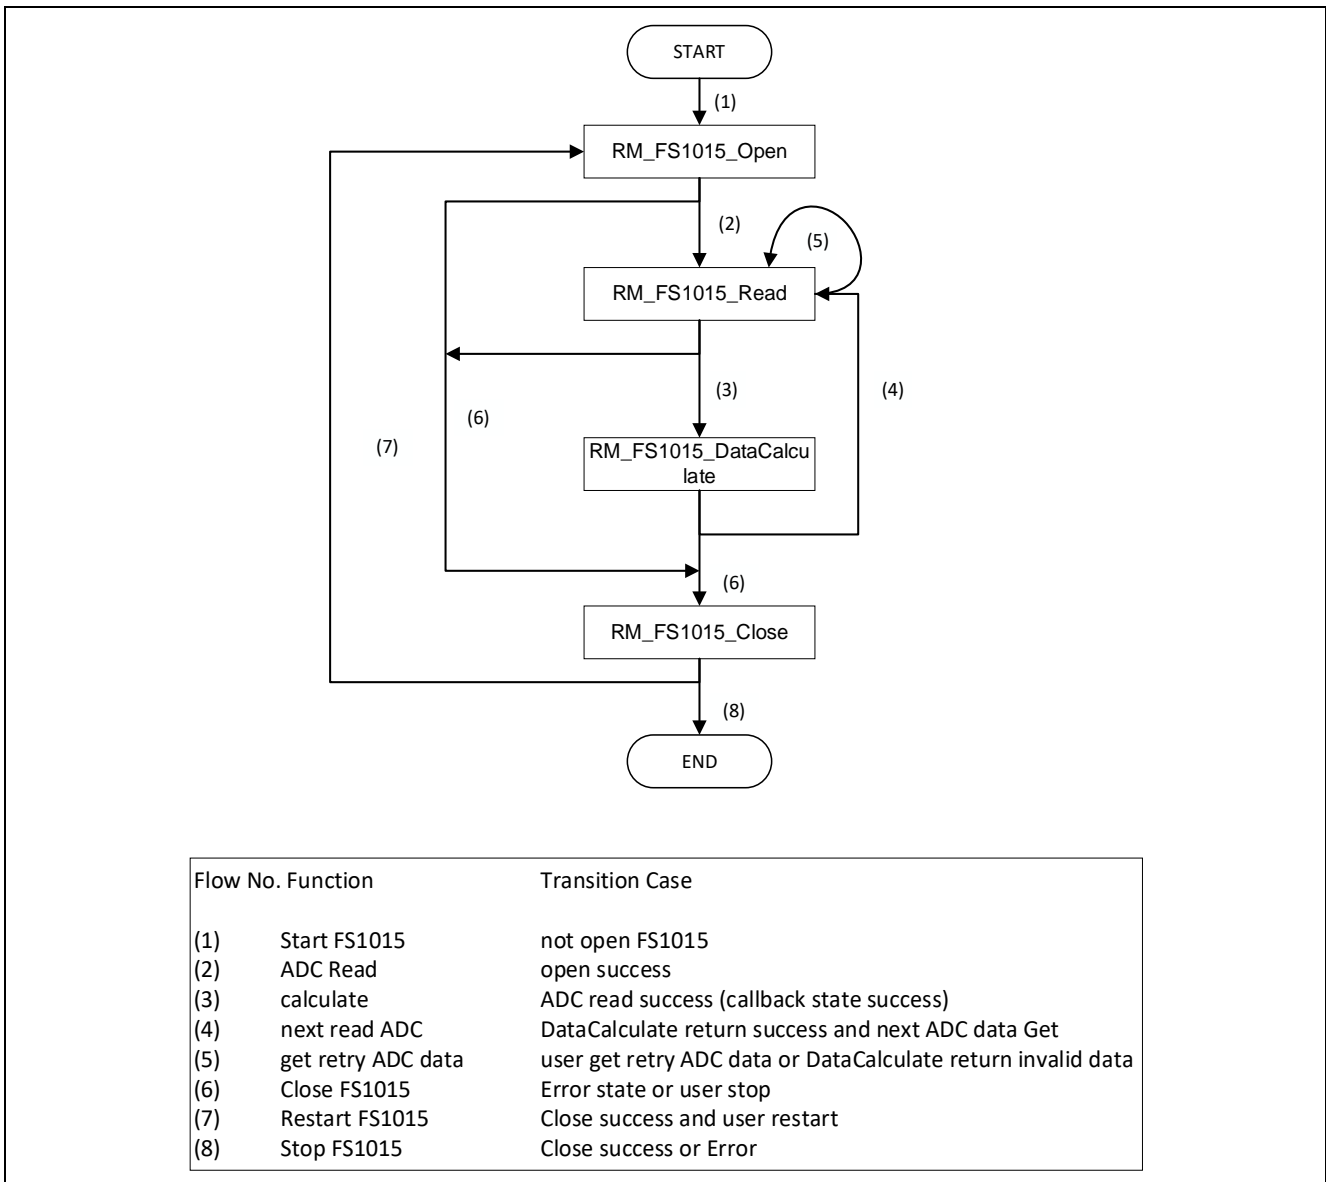 START
(1)
RM_FS1015_Open
(2)
(5)
RM_FS1015_Read
(3)
(4)
(6)
(7)
RM_FS1015_DataCalcu
late
(6)
RM_FS1015_Close
(8)
END
Flow No. Function Transition Case
(1) Start FS1015 not open FS1015
(2) ADC Read open success
(3) calculate ADC read success (callback state success)
(4) next read ADC DataCalculate return success and next ADC data Get
(5) get retry ADC data user get retry ADC data or DataCalculate return invalid data
(6) Close FS1015 Error state or user stop
(7) Restart FS1015 Close success and user restart
(8) Stop FS1015 Close success or Error